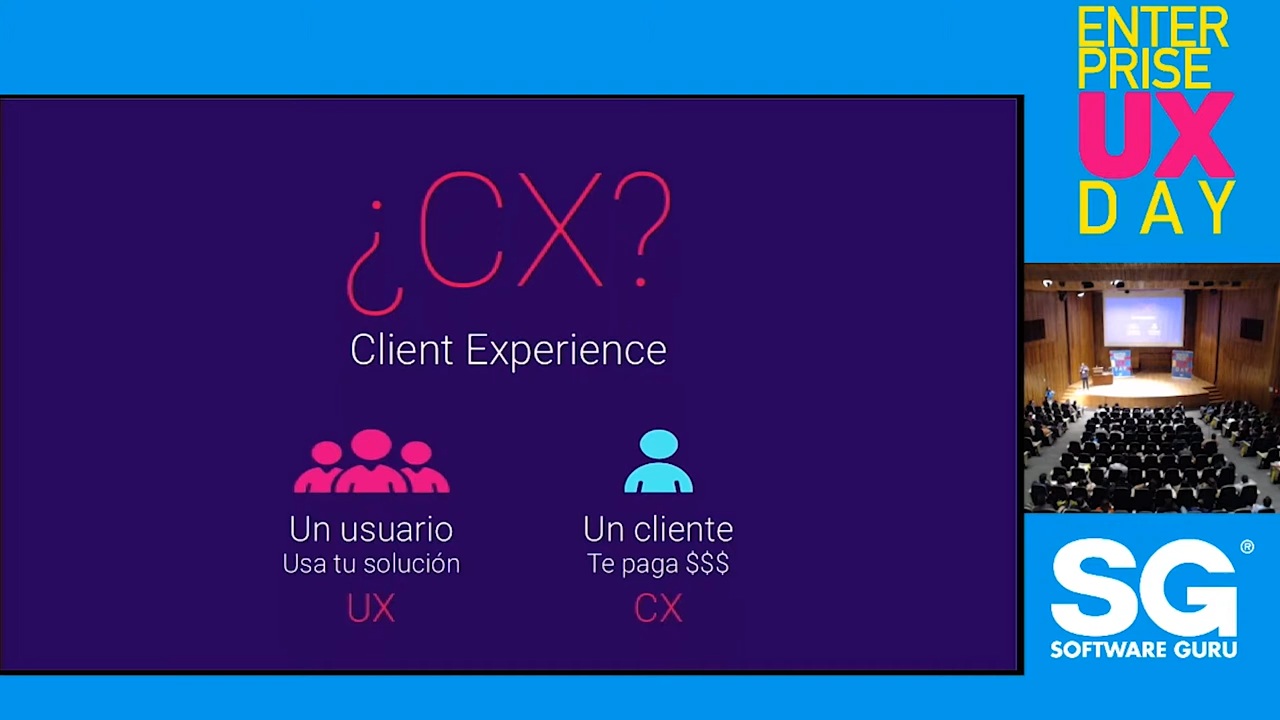 ¿CX?
Client Experience
Un usuario
Usa tu solución
UX
Un cliente
Te paga $$$
CX
ENTER
PRISE
UX
DAY
SG®
SOFTWARE GURU